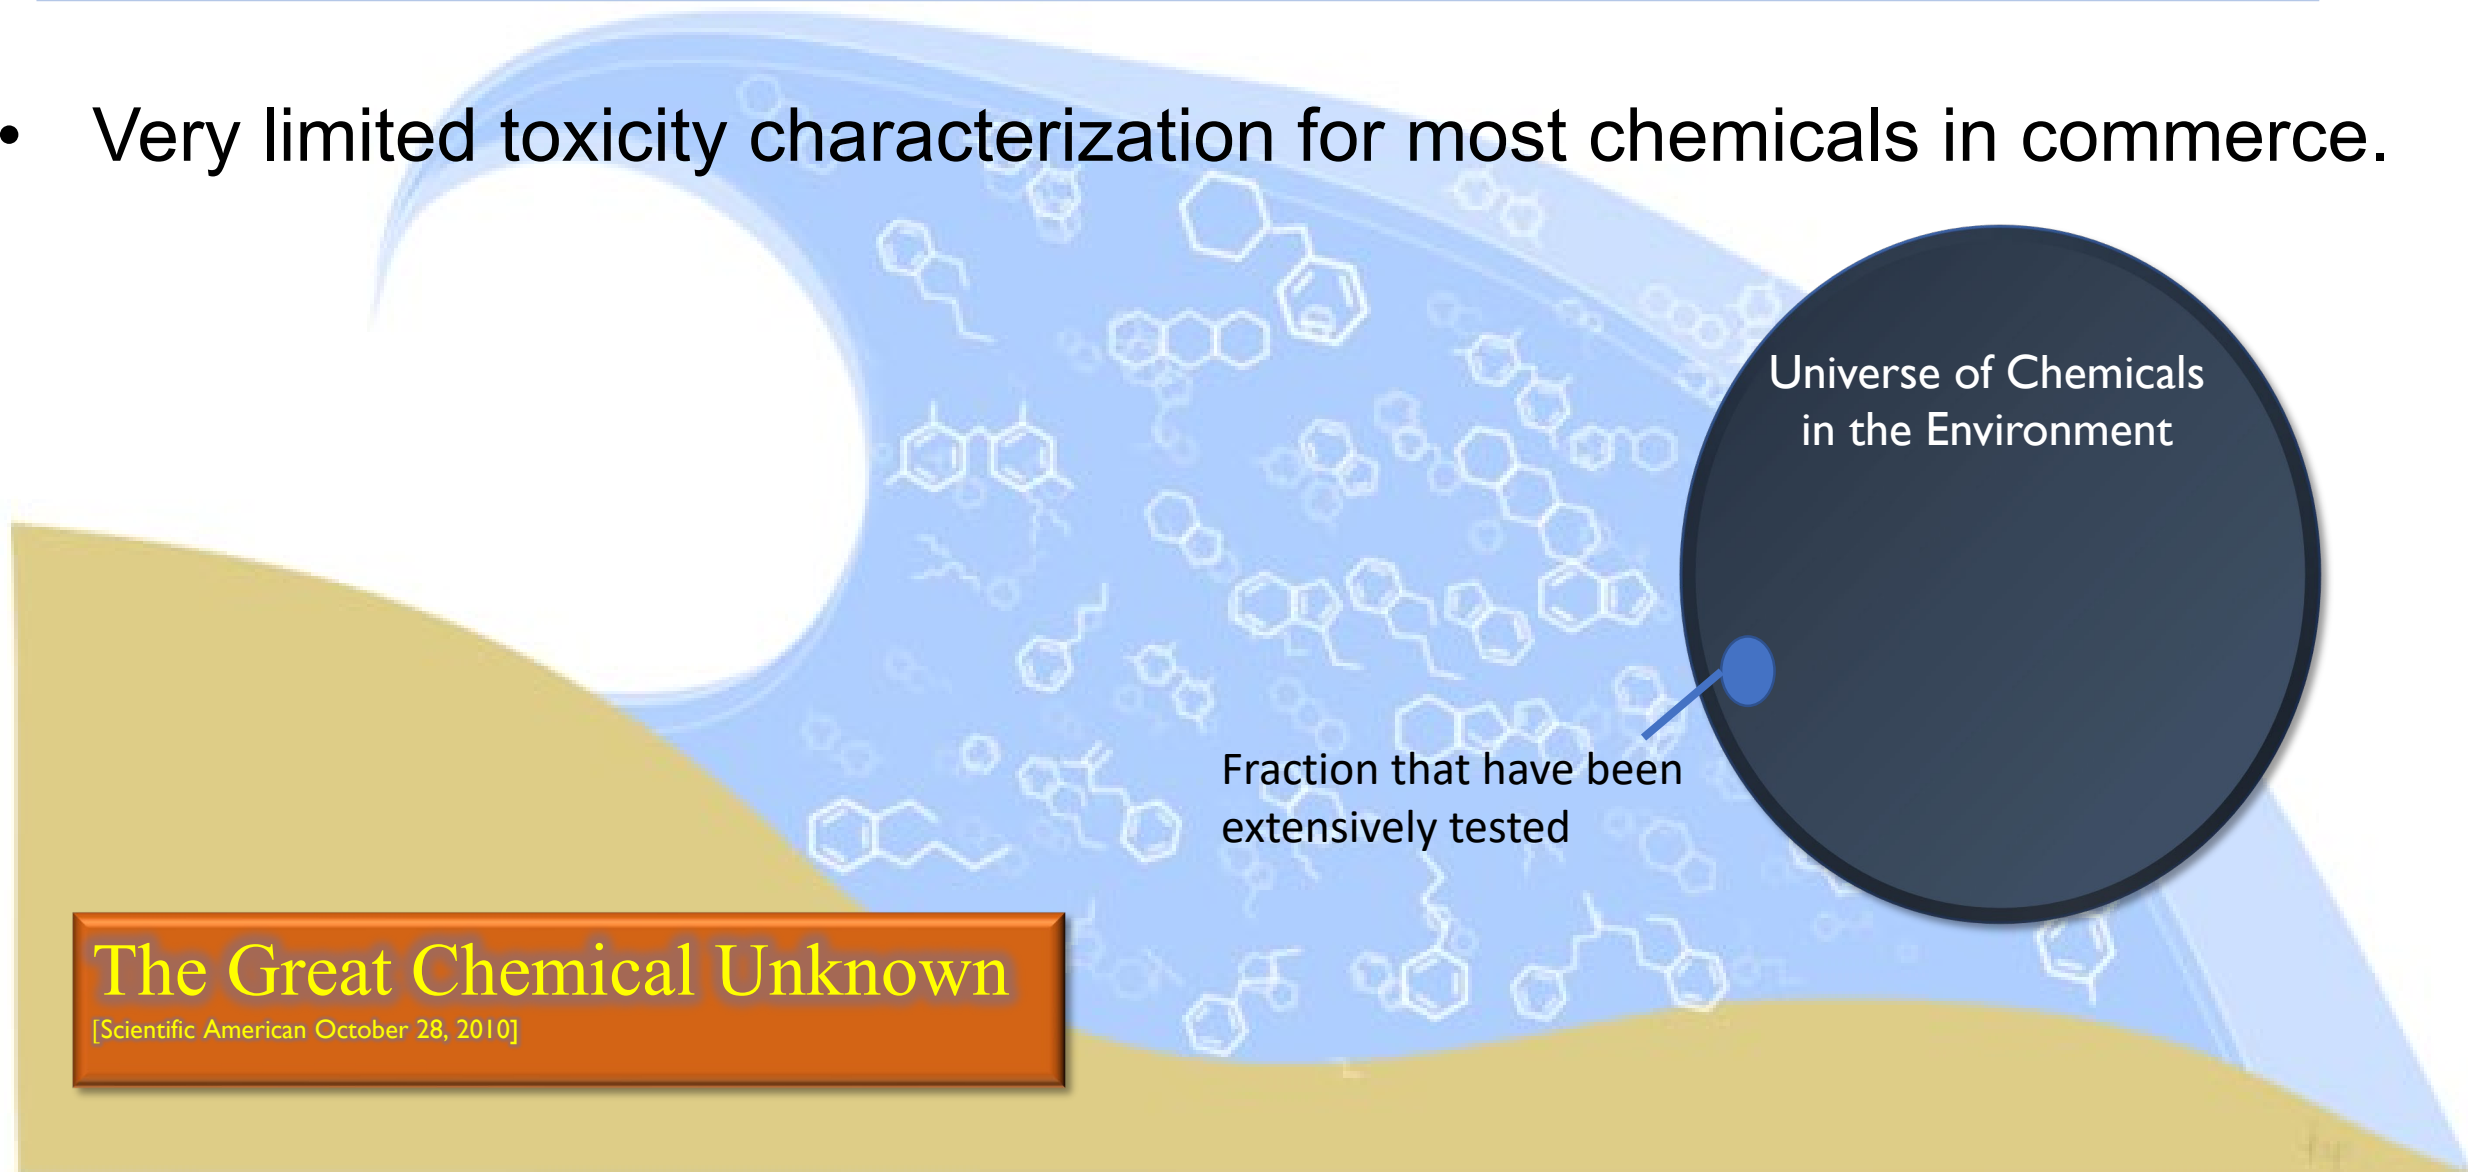 • Very limited toxicity characterization for most chemicals in commerce.
Universe of Chemicals
in the Environment
Fraction that have been
extensively tested
The Great Chemical Unknown
[Scientific American October 28, 2010]